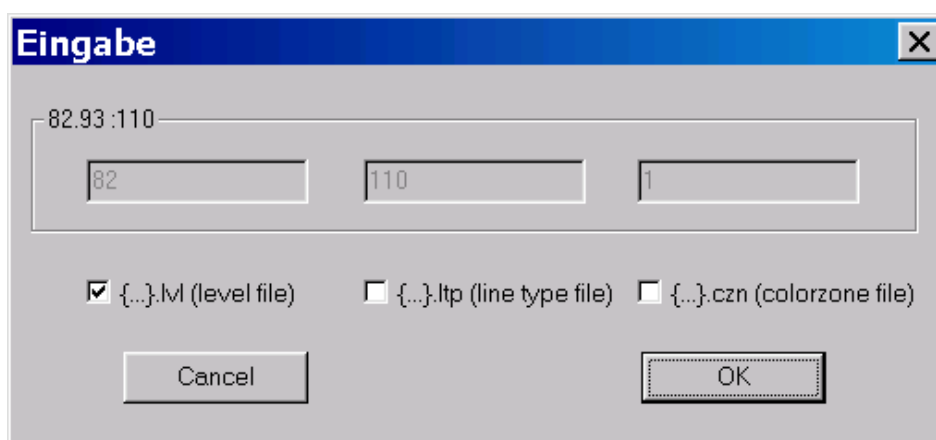 Eingabe
82.93 :110
82 110 1
{...}.lvl (level file) {...}.ltp (line type file) {...}.czn (colorzone file)
Cancel OK